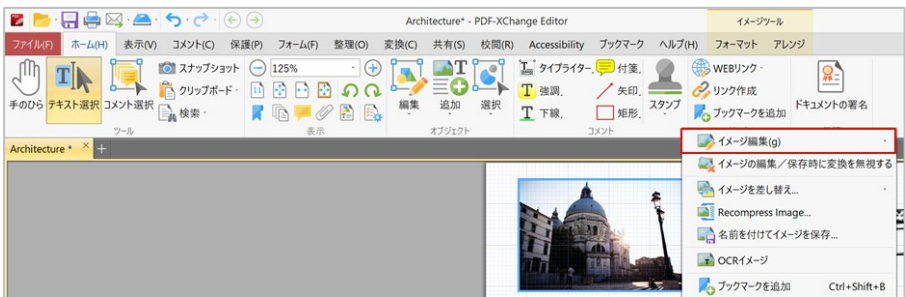 Architecture* - PDF-XChange Editor
イメージツール
ファイル(F) ホーム(H) 表示(V) コメント(C) 保護(P) フォーム(F) 整理(O) 変換(C) 共有(S) 校閲(R) Accessibility ブックマーク ヘルプ(H) フォーマット アレンジ
手のひら
テキスト選択
コメント選択
スナップショット
クリップボード
検索
ツール
125%
表示
編集
追加
選択
オブジェクト
タイプライター
付箋
強調
矢印
下線
矩形
スタンプ
コメント
WEBリンク
リンク作成
ブックマークを追加
ドキュメントの署名
Architecture *
イメージ編集(g)
イメージの編集／保存時に変換を無視する
イメージを差し替え...
Recompress Image...
名前を付けてイメージを保存...
OCRイメージ
ブックマークを追加 Ctrl+Shift+B